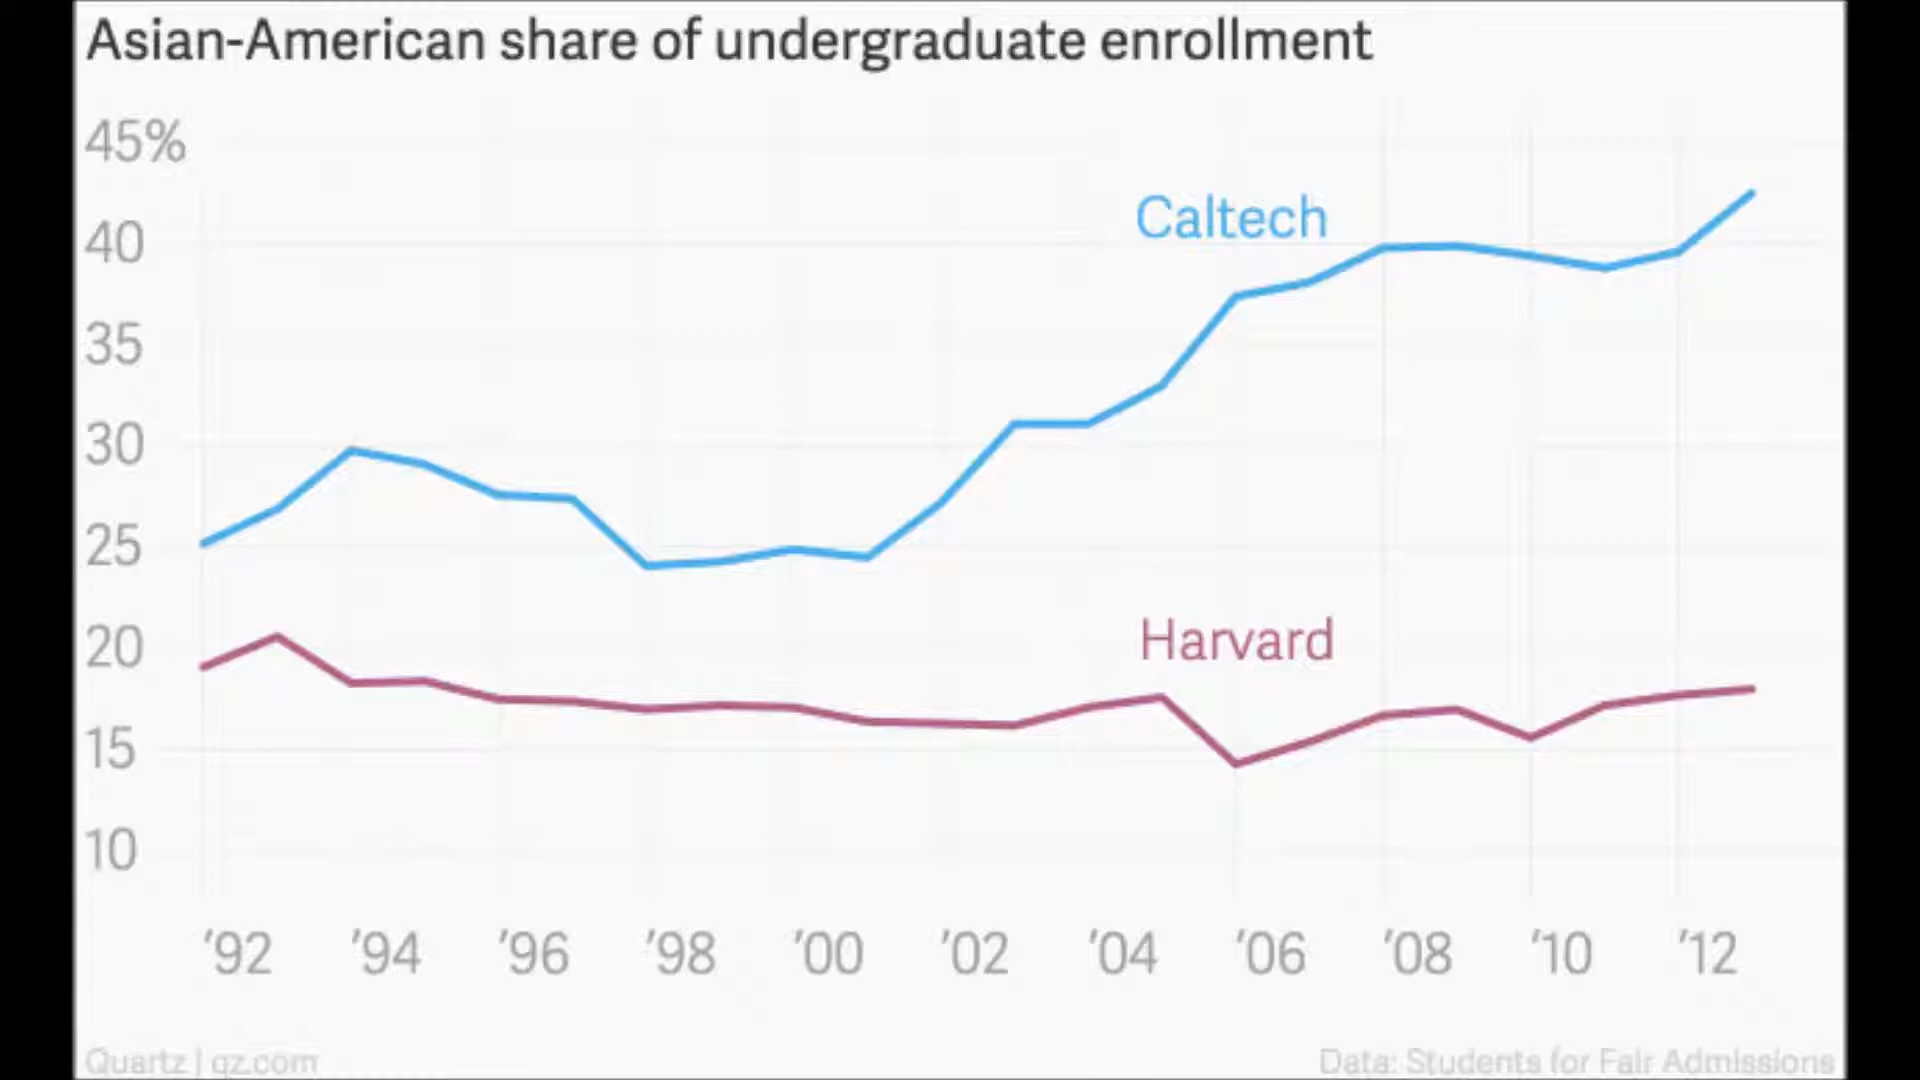 Asian-American share of undergraduate enrollment
45%
40
35
30
25
20
15
10
Caltech
Harvard
'92 '94 '96 '98 '00 '02 '04 '06 '08 '10 '12
Quartz | qz.com
Data: Students for Fair Admissions